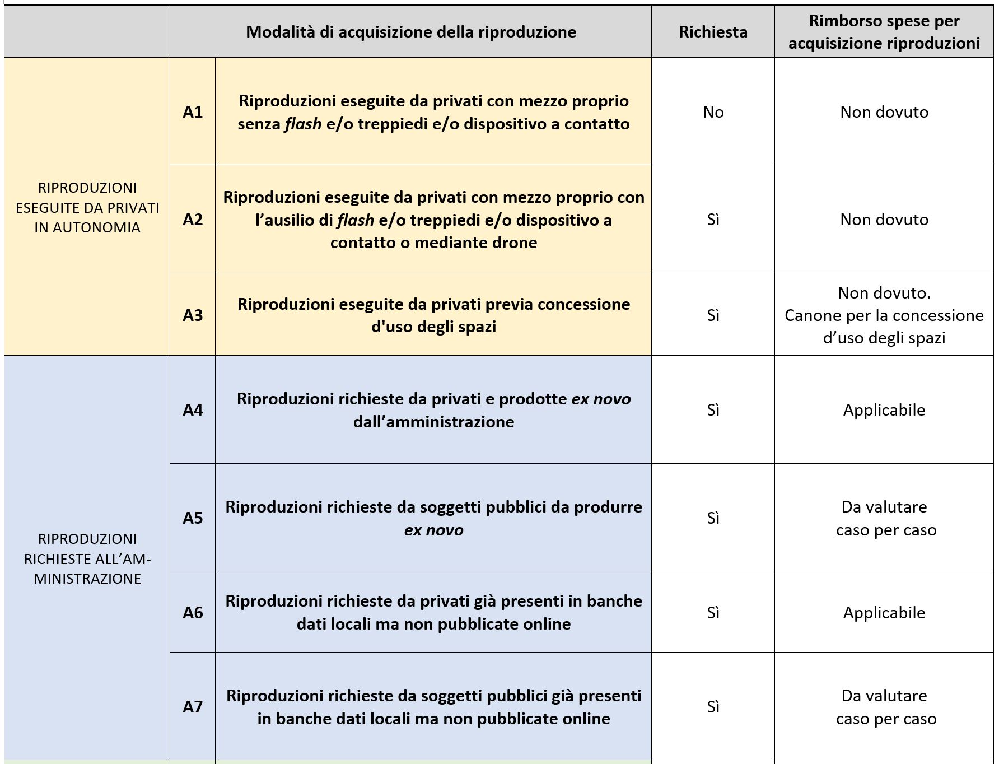 Modalità di acquisizione della riproduzione
Richiesta
Rimborso spese per
acquisizione riproduzioni
RIPRODUZIONI
ESEGUITE DA PRIVATI
IN AUTONOMIA
A1
Riproduzioni eseguite da privati con mezzo proprio
senza flash e/o treppiedi e/o dispositivo a contatto
No
Non dovuto
A2
Riproduzioni eseguite da privati con mezzo proprio con
l’ausilio di flash e/o treppiedi e/o dispositivo a
contatto o mediante drone
Sì
Non dovuto
A3
Riproduzioni eseguite da privati previa concessione
d'uso degli spazi
Sì
Non dovuto.
Canone per la concessione
d’uso degli spazi
RIPRODUZIONI
RICHIESTE ALL’AM-
MINISTRAZIONE
A4
Riproduzioni richieste da privati e prodotte ex novo
dall’amministrazione
Sì
Applicabile
A5
Riproduzioni richieste da soggetti pubblici da produrre
ex novo
Sì
Da valutare
caso per caso
A6
Riproduzioni richieste da privati già presenti in banche
dati locali ma non pubblicate online
Sì
Applicabile
A7
Riproduzioni richieste da soggetti pubblici già presenti
in banche dati locali ma non pubblicate online
Sì
Da valutare
caso per caso